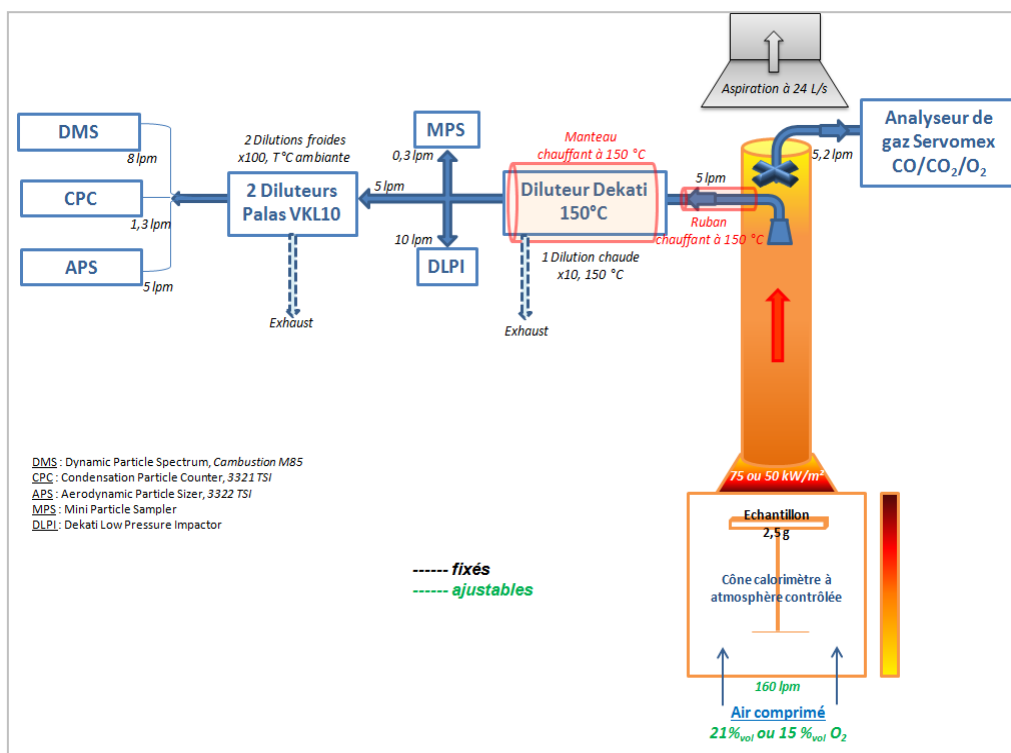 Aspiration à 24 L/s
Analyseur de
gaz Servomex
CO/CO₂/O₂
5,2 lpm
DMS
8 lpm
CPC
1,3 lpm
APS
5 lpm
2 Dilutions froides
x100, T°C ambiante
2 Diluteurs
Palas VKL10
Exhaust
5 lpm
MPS
0,3 lpm
10 lpm
DLPI
Manteau
chauffant à 150 °C
Diluteur Dekati
150°C
1 Dilution chaude
x10, 150 °C
Exhaust
5 lpm
Ruban
chauffant à 150 °C
75 ou 50 kW/m²
Echantillon
2,5 g
Cône calorimètre à
atmosphère contrôlée
160 lpm
Air comprimé
21%vol ou 15 %vol O₂
DMS : Dynamic Particle Spectrum, Cambustion M85
CPC : Condensation Particle Counter, 3321 TSI
APS : Aerodynamic Particle Sizer, 3322 TSI
MPS : Mini Particle Sampler
DLPI : Dekati Low Pressure Impactor
------ fixés
------ ajustables